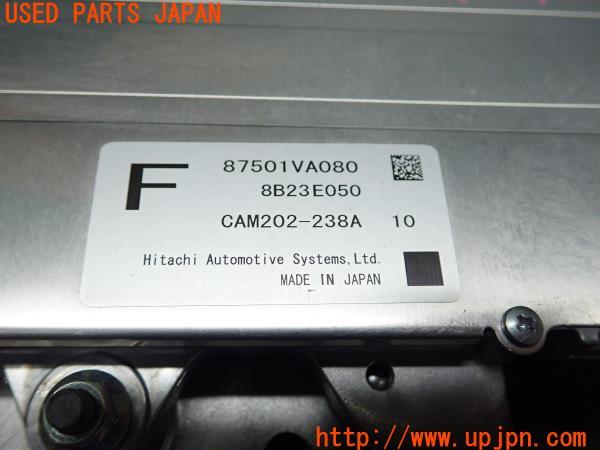 USED PARTS JAPAN
F
87501VA080
8B23E050
CAM202-238A 10
Hitachi Automotive Systems,Ltd.
MADE IN JAPAN
http://www.upjpn.com/